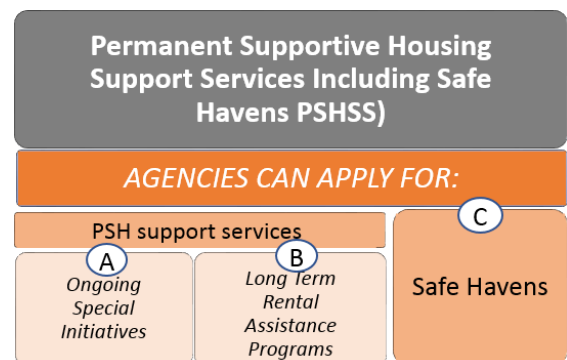 Permanent Supportive Housing
Support Services Including Safe
Havens PSHSS)
AGENCIES CAN APPLY FOR:
PSH support services
C
A
B
Ongoing
Special
Initiatives
Long Term
Rental
Assistance
Programs
Safe Havens